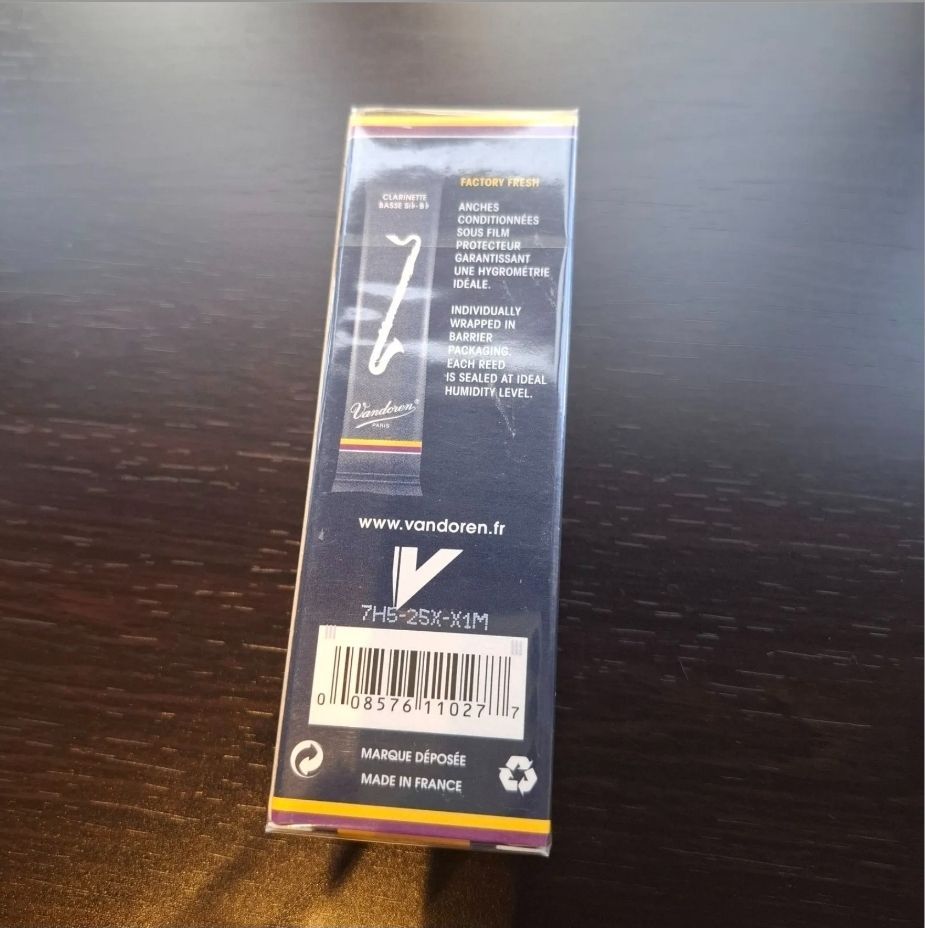 CLARINETTE
BASSE Si♭-B♭
Vandoren®
PARIS
FACTORY FRESH
ANCHES
CONDITIONNÉES
SOUS FILM
PROTECTEUR
GARANTISSANT
UNE HYGROMÉTRIE
IDÉALE.
INDIVIDUALLY
WRAPPED IN
BARRIER
PACKAGING.
EACH REED
IS SEALED AT IDEAL
HUMIDITY LEVEL.
www.vandoren.fr
7H5-25X-X1M
0 08576 11027 7
MARQUE DÉPOSÉE
MADE IN FRANCE